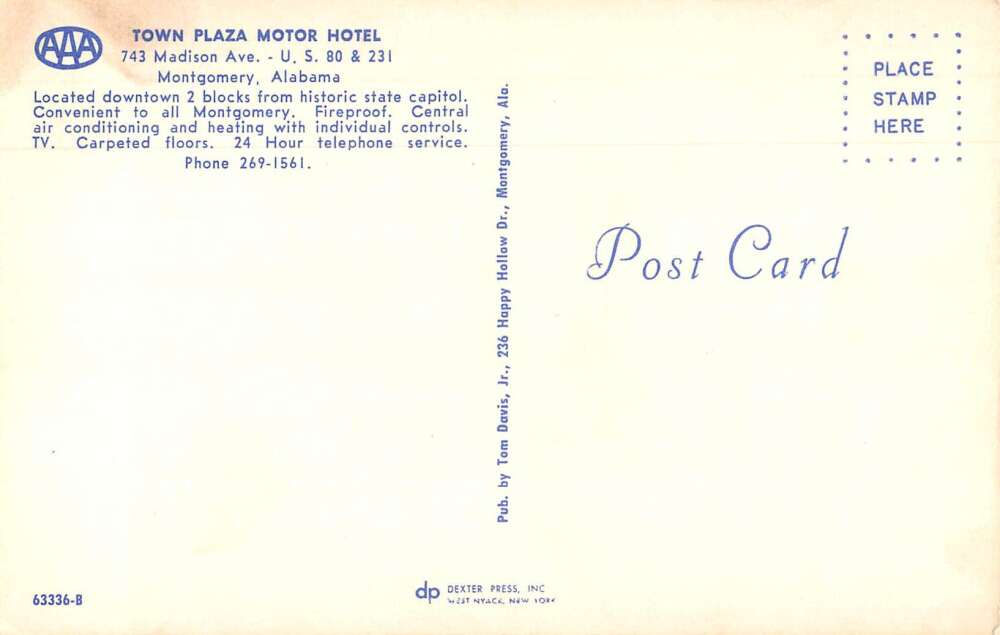 AAA
TOWN PLAZA MOTOR HOTEL
743 Madison Ave. - U. S. 80 & 231
Montgomery, Alabama
Located downtown 2 blocks from historic state capitol.
Convenient to all Montgomery. Fireproof. Central
air conditioning and heating with individual controls.
TV. Carpeted floors. 24 Hour telephone service.
Phone 269-1561.
Pub. by Tom Davis, Jr., 236 Happy Hollow Dr., Montgomery, Ala.
PLACE
STAMP
HERE
Post Card
63336-B
dp DEXTER PRESS, INC
WEST NYACK, NEW YORK